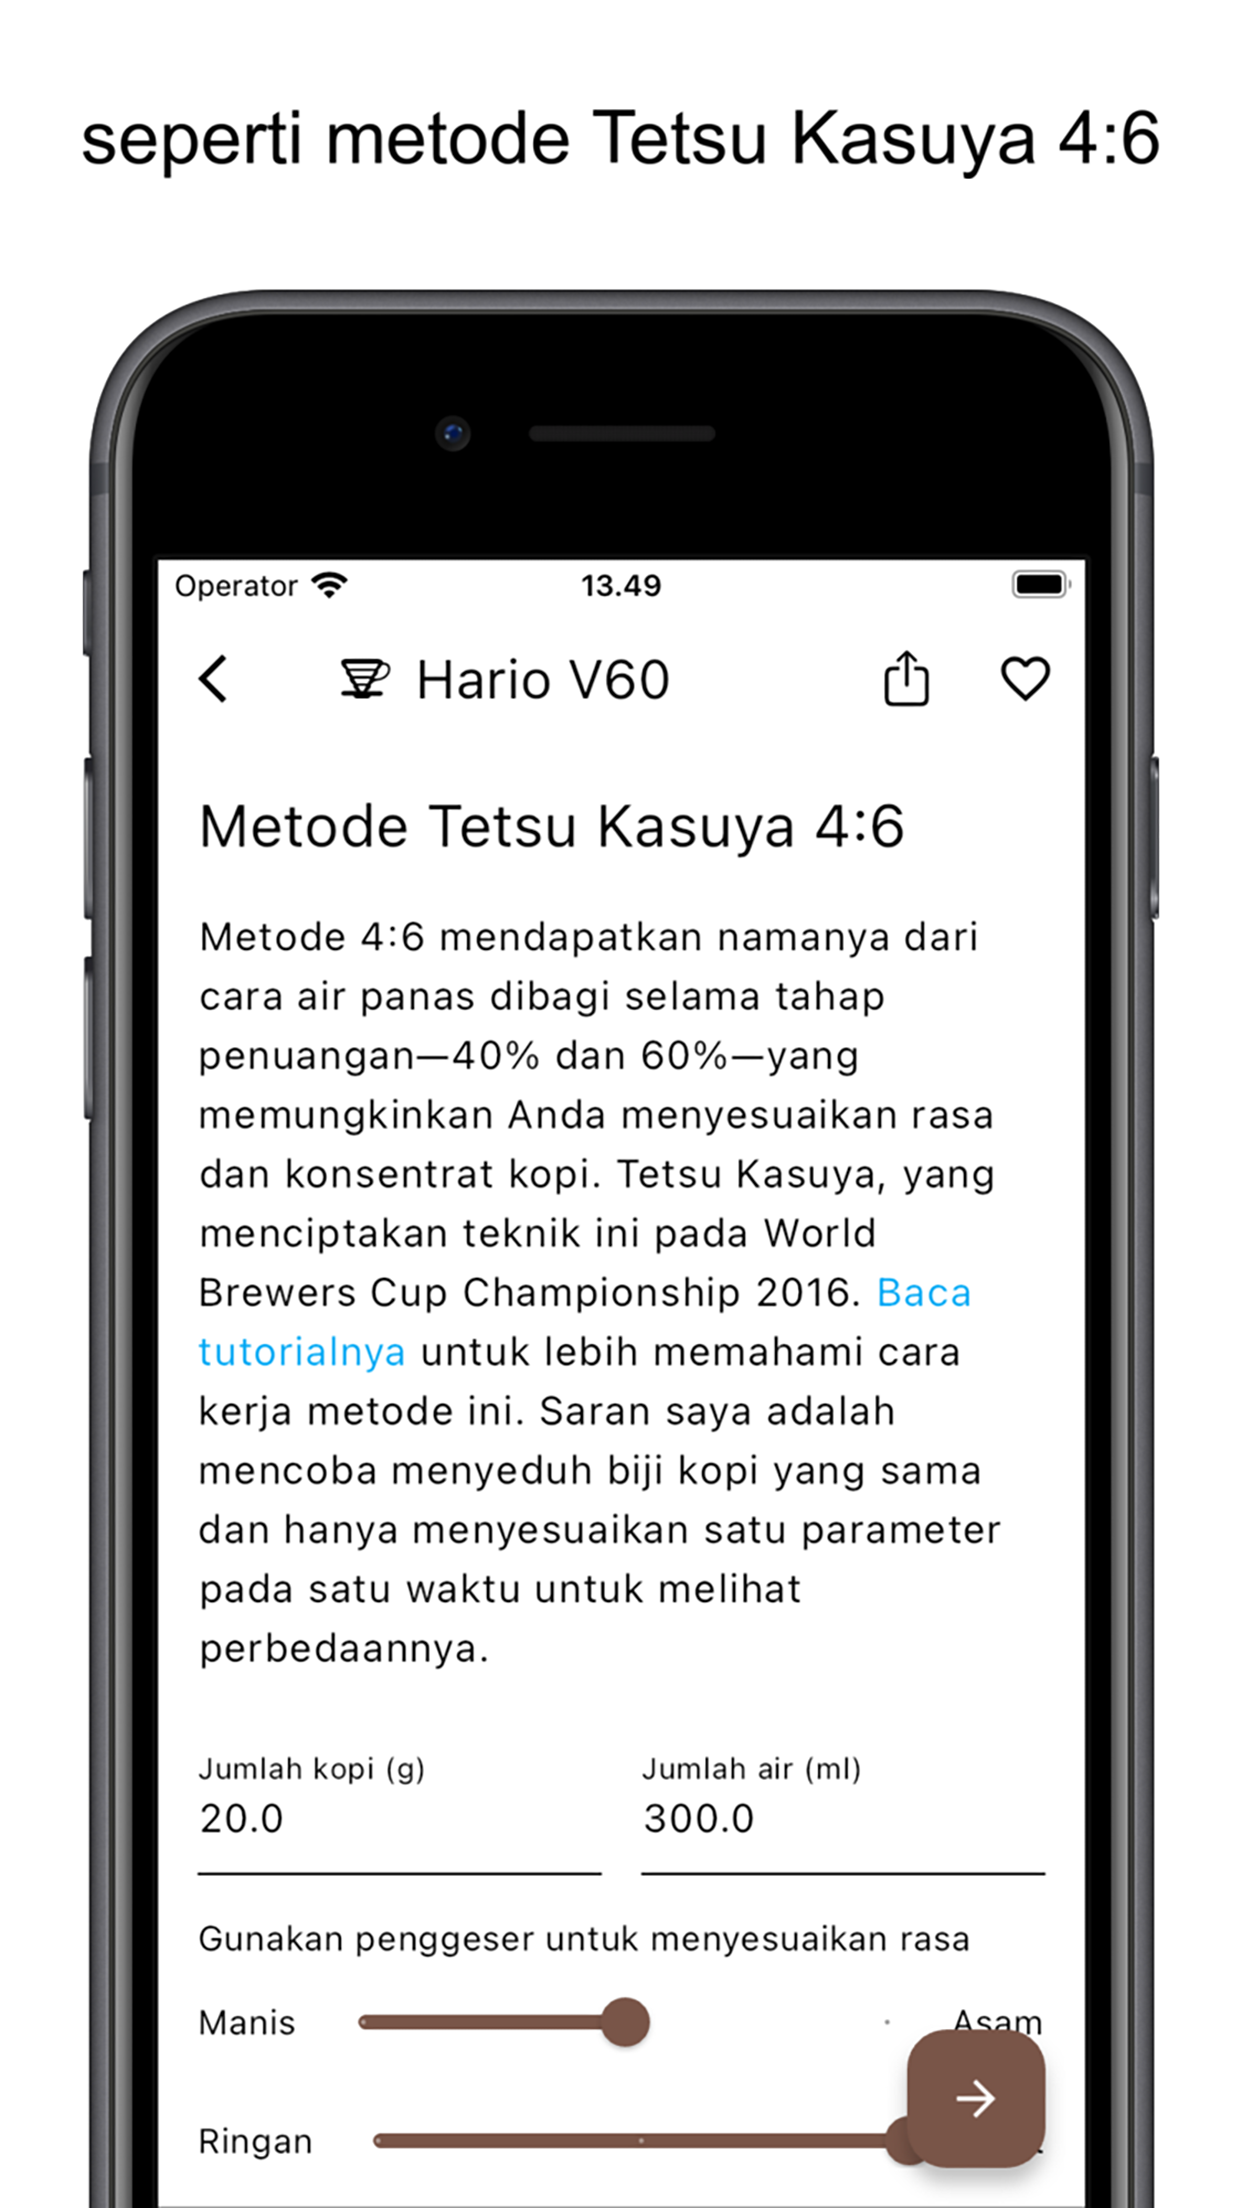 seperti metode Tetsu Kasuya 4:6
Operator
13.49
Hario V60
Metode Tetsu Kasuya 4:6
Metode 4:6 mendapatkan namanya dari
cara air panas dibagi selama tahap
penuangan—40% dan 60%—yang
memungkinkan Anda menyesuaikan rasa
dan konsentrat kopi. Tetsu Kasuya, yang
menciptakan teknik ini pada World
Brewers Cup Championship 2016. Baca
tutorialnya untuk lebih memahami cara
kerja metode ini. Saran saya adalah
mencoba menyeduh biji kopi yang sama
dan hanya menyesuaikan satu parameter
pada satu waktu untuk melihat
perbedaannya.
Jumlah kopi (g) Jumlah air (ml)
20.0 300.0
Gunakan penggeser untuk menyesuaikan rasa
Manis Asam
Ringan